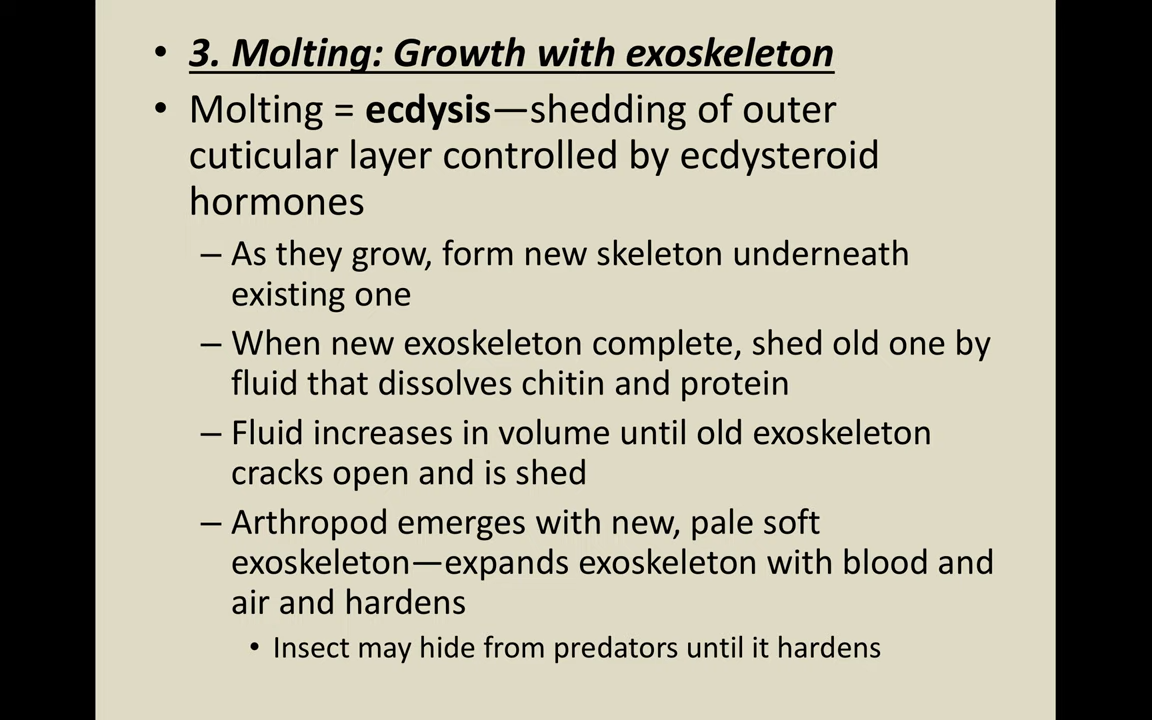 • 3. Molting: Growth with exoskeleton
• Molting = ecdysis—shedding of outer
cuticular layer controlled by ecdysteroid
hormones
– As they grow, form new skeleton underneath
existing one
– When new exoskeleton complete, shed old one by
fluid that dissolves chitin and protein
– Fluid increases in volume until old exoskeleton
cracks open and is shed
– Arthropod emerges with new, pale soft
exoskeleton—expands exoskeleton with blood and
air and hardens
• Insect may hide from predators until it hardens